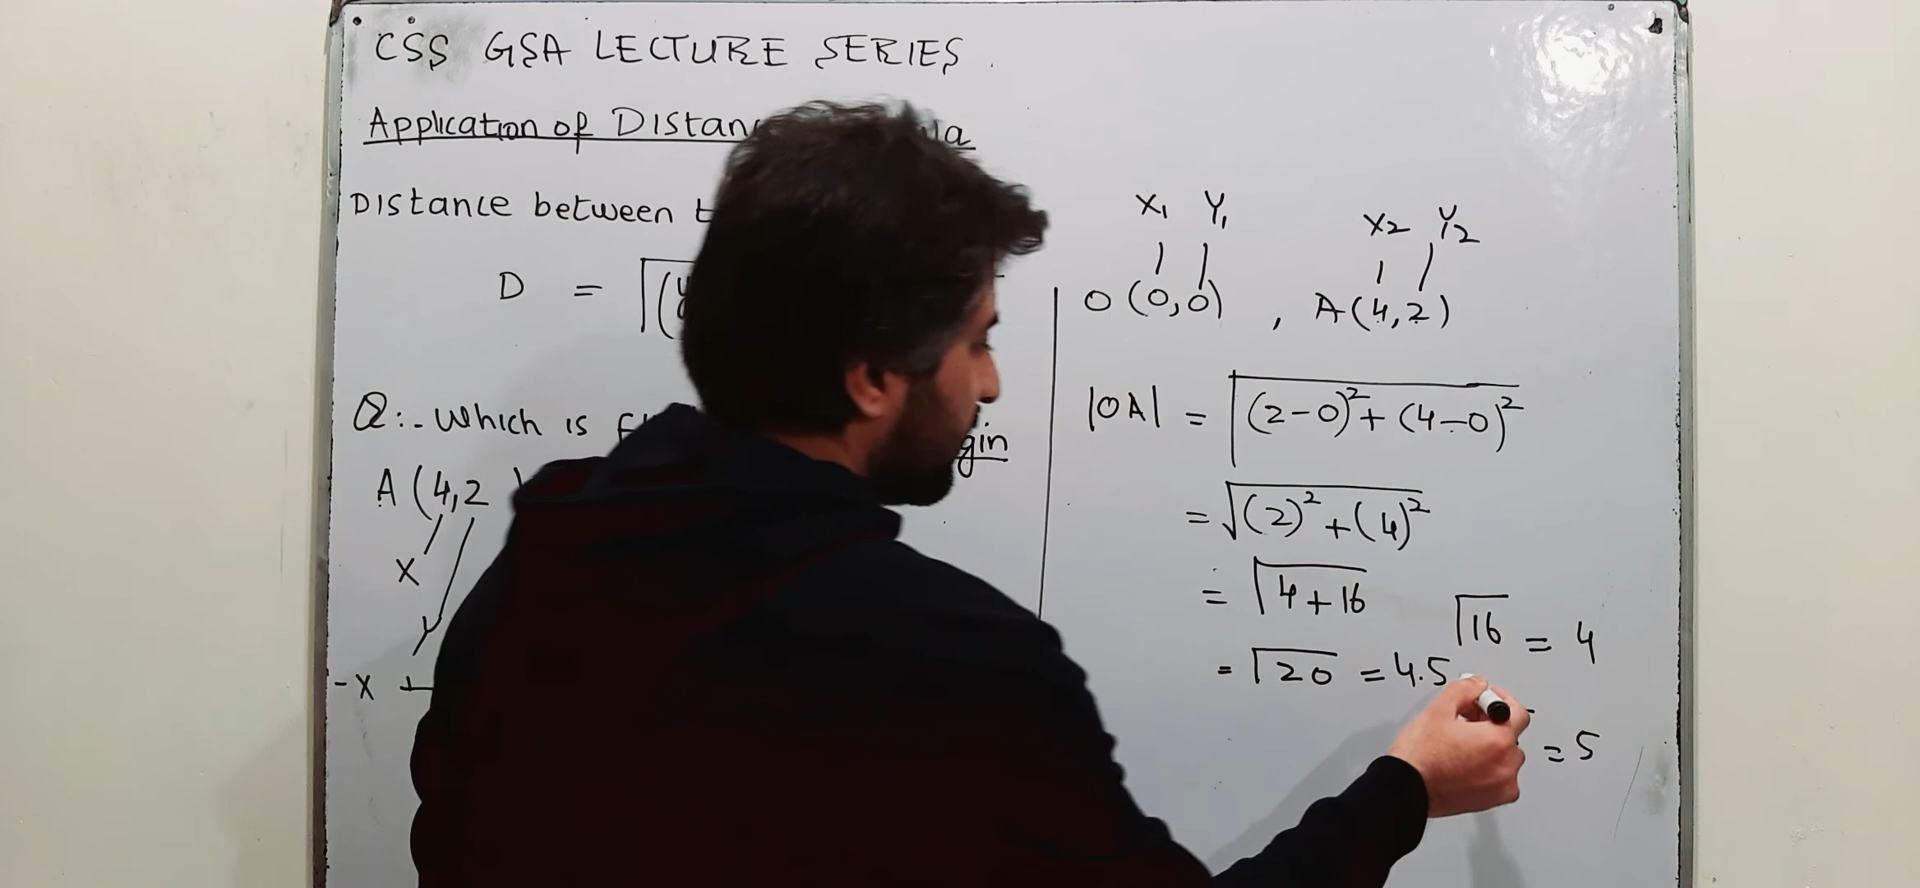 CSS GSA LECTURE SERIES.
Application of
Distance between
D = √(y
Q:- Which is
A (4,2)
X
Y
-X
X₁ Y₁
X₂ Y₂
O (0,0) , A(4,2)
|OA| = √(2-0)²+(4-0)²
= √(2)²+(4)²
= √4+16
= √20 = 4.5
√16 = 4
= 5